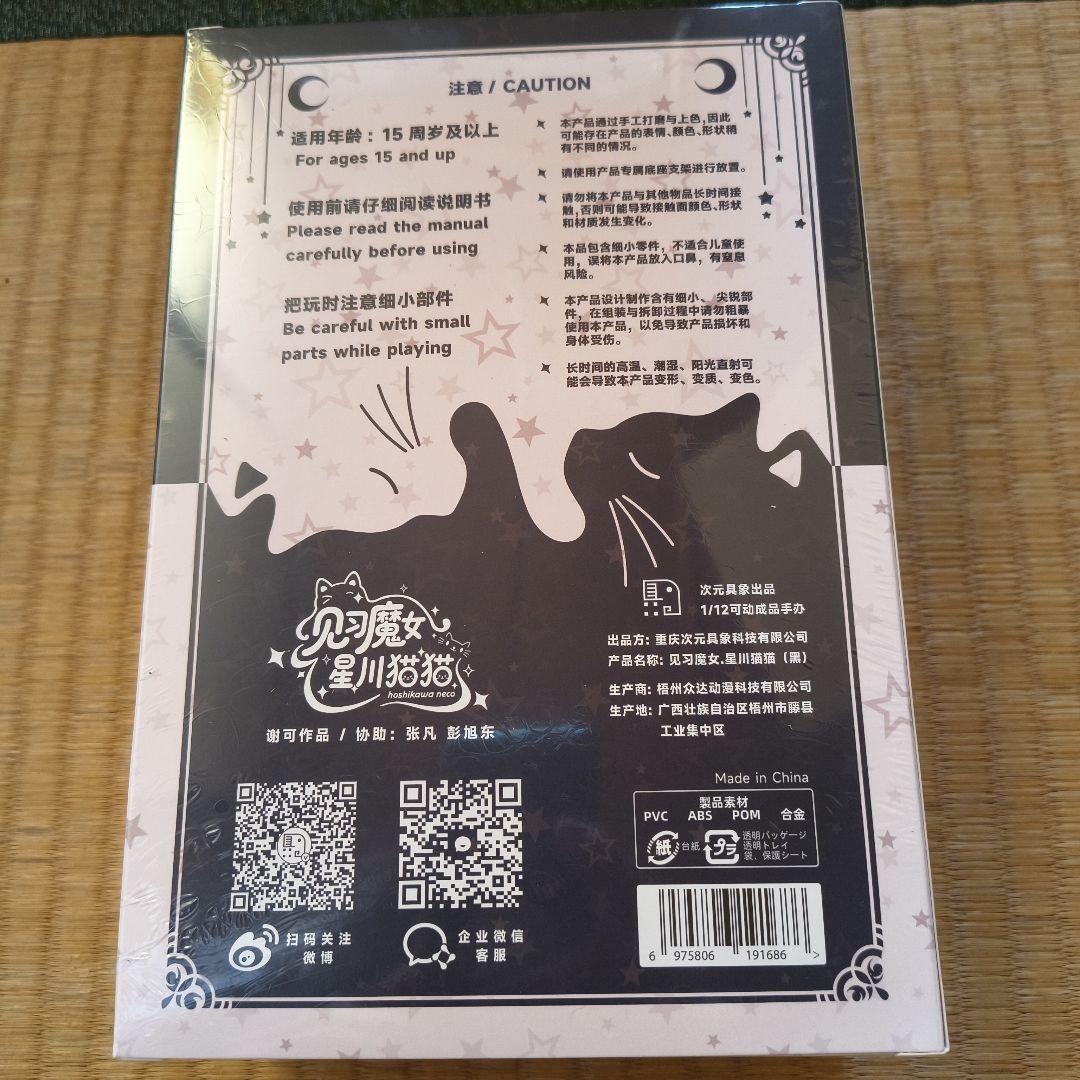 注意 / CAUTION
适用年龄：15 周岁及以上
For ages 15 and up
使用前请仔细阅读说明书
Please read the manual
carefully before using
把玩时注意细小部件
Be careful with small
parts while playing
本产品通过手工打磨与上色,因此
可能存在产品的表情、颜色、形状稍
有不同的情况。
请使用产品专属底座支架进行放置。
请勿将本产品与其他物品长时间接
触,否则可能导致接触面颜色、形状
和材质发生变化。
本品包含细小零件，不适合儿童使
用，误将本产品放入口鼻，有窒息
风险。
本产品设计制作含有细小、尖锐部
件，在组装与拆卸过程中请勿粗暴
使用本产品，以免导致产品损坏和
身体受伤。
长时间的高温、潮湿、阳光直射可
能会导致本产品变形、变质、变色。
见习魔女
星川猫猫
hoshikawa neco
谢可作品 / 协助：张凡 彭旭东
次元具象出品
1/12可动成品手办
出品方: 重庆次元具象科技有限公司
产品名称: 见习魔女.星川猫猫（黑）
生产商: 梧州众达动漫科技有限公司
生产地: 广西壮族自治区梧州市藤县
工业集中区
扫码关注
微博
企业微信
客服
Made in China
製品素材
PVC ABS POM 合金
紙 台紙 プラ 透明パッケージ
透明トレイ
袋、保護シート
6 975806 191686 >